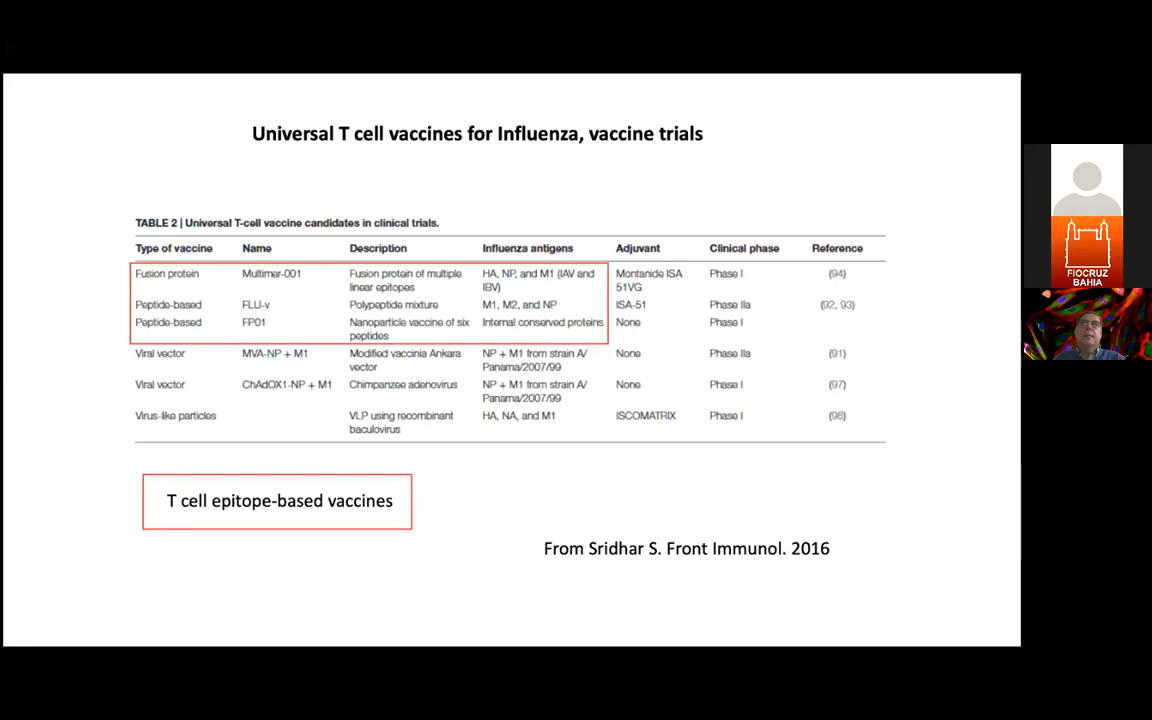 Universal T cell vaccines for Influenza, vaccine trials
TABLE 2 | Universal T-cell vaccine candidates in clinical trials.
Type of vaccine Name Description Influenza antigens Adjuvant Clinical phase Reference
Fusion protein Multimer-001 Fusion protein of multiple HA, NP, and M1 (IAV and Montanide ISA Phase I (94)
linear epitopes IBV) 51VG
Peptide-based FLU-v Polypeptide mixture M1, M2, and NP ISA-51 Phase IIa (92, 93)
Peptide-based FP01 Nanoparticle vaccine of six Internal conserved proteins None Phase I
peptides
Viral vector MVA-NP + M1 Modified vaccinia Ankara NP + M1 from strain A/ None Phase IIa (91)
vector Panama/2007/99
Viral vector ChAdOX1-NP + M1 Chimpanzee adenovirus NP + M1 from strain A/ None Phase I (97)
Panama/2007/99
Virus-like particles VLP using recombinant HA, NA, and M1 ISCOMATRIX Phase I (98)
baculovirus
T cell epitope-based vaccines
From Sridhar S. Front Immunol. 2016
FIOCRUZ
BAHIA